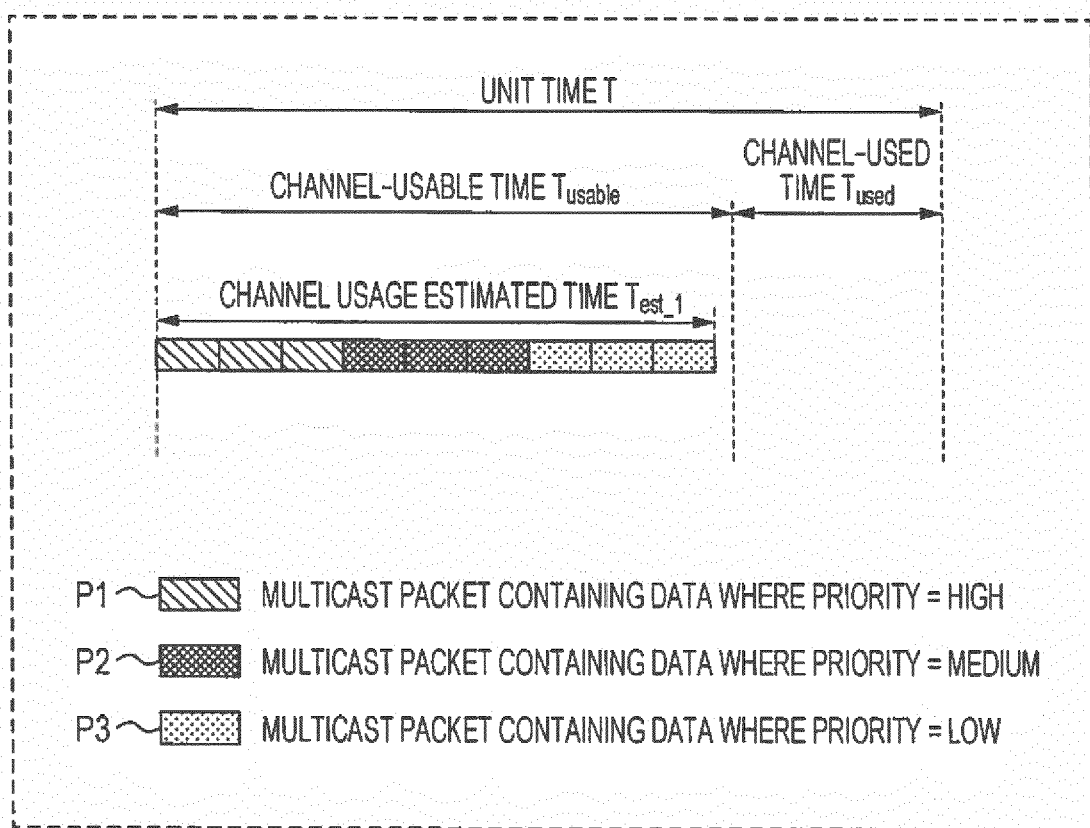 UNIT TIME T
CHANNEL-USED
TIME Tused
CHANNEL-USABLE TIME Tusable
CHANNEL USAGE ESTIMATED TIME Test_1
P1 MULTICAST PACKET CONTAINING DATA WHERE PRIORITY = HIGH
P2 MULTICAST PACKET CONTAINING DATA WHERE PRIORITY = MEDIUM
P3 MULTICAST PACKET CONTAINING DATA WHERE PRIORITY = LOW